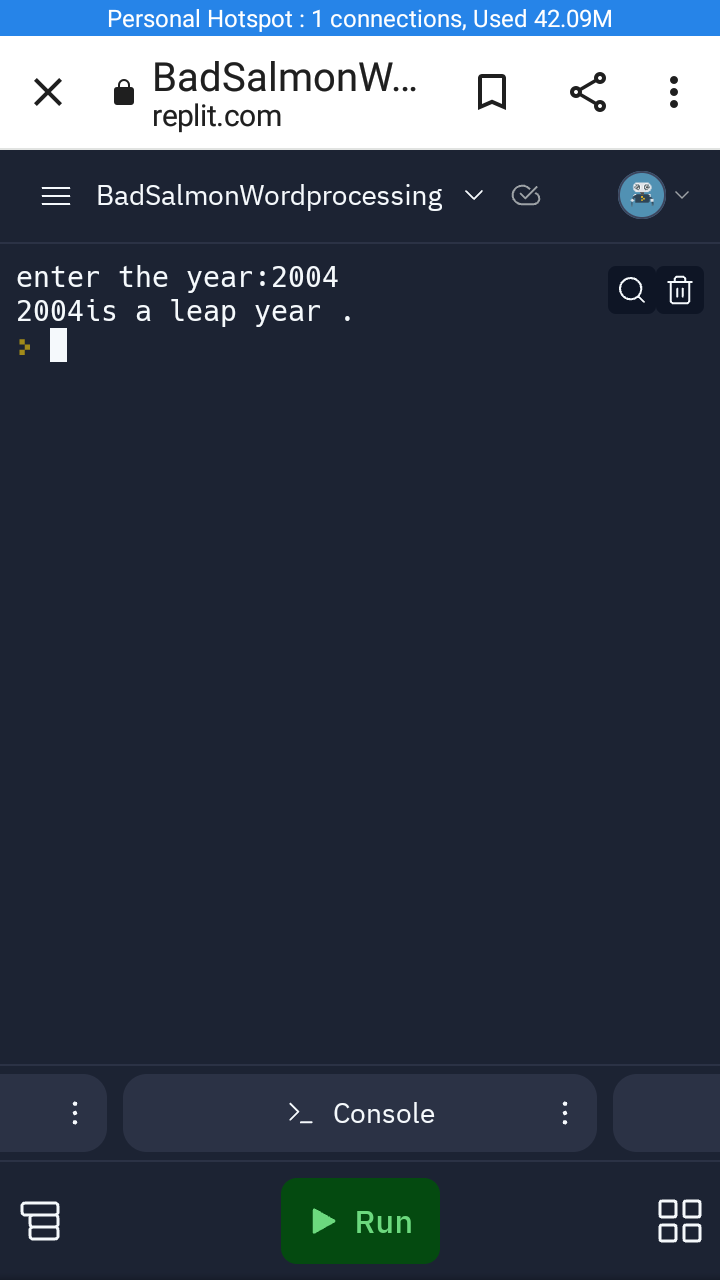 Personal Hotspot : 1 connections, Used 42.09M
BadSalmonW...
replit.com
BadSalmonWordprocessing
enter the year:2004
2004is a leap year .
Console
Run